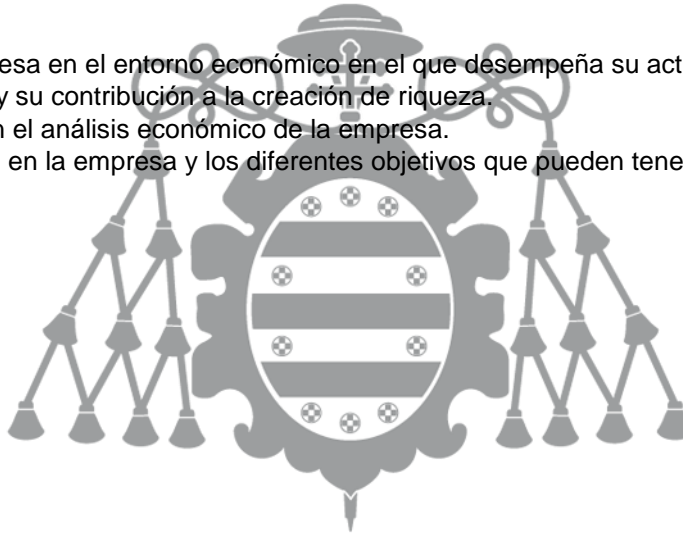 esa en el entorno económico en el que desempeña su act
y su contribución a la creación de riqueza.
n el análisis económico de la empresa.
en la empresa y los diferentes objetivos que pueden tene